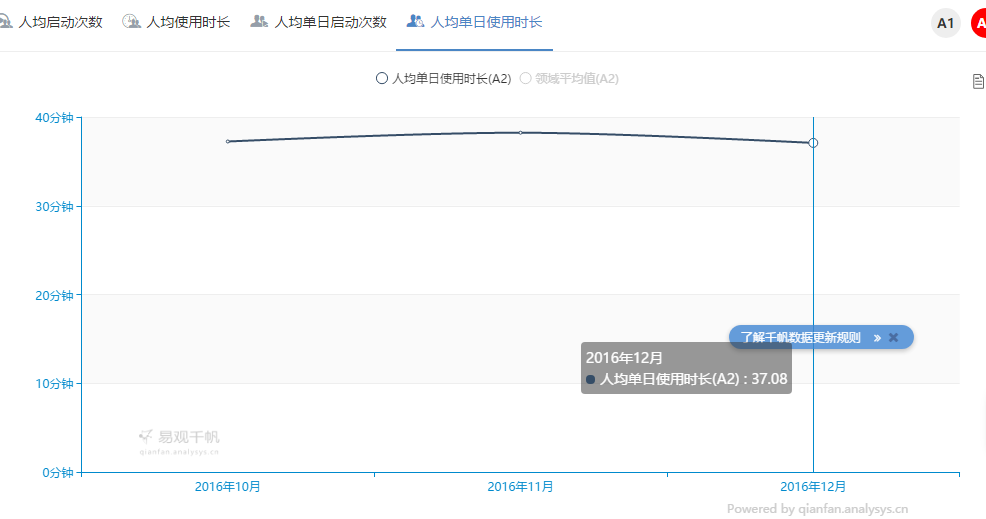 人均启动次数 人均使用时长 人均单日启动次数 人均单日使用时长 A1 A
人均单日使用时长(A2) 领域平均值(A2)
40分钟
30分钟
20分钟
了解千帆数据更新规则 »
2016年12月
人均单日使用时长(A2) : 37.08
10分钟
易观千帆
qianfan.analysys.cn
0分钟
2016年10月 2016年11月 2016年12月
Powered by qianfan.analysys.cn